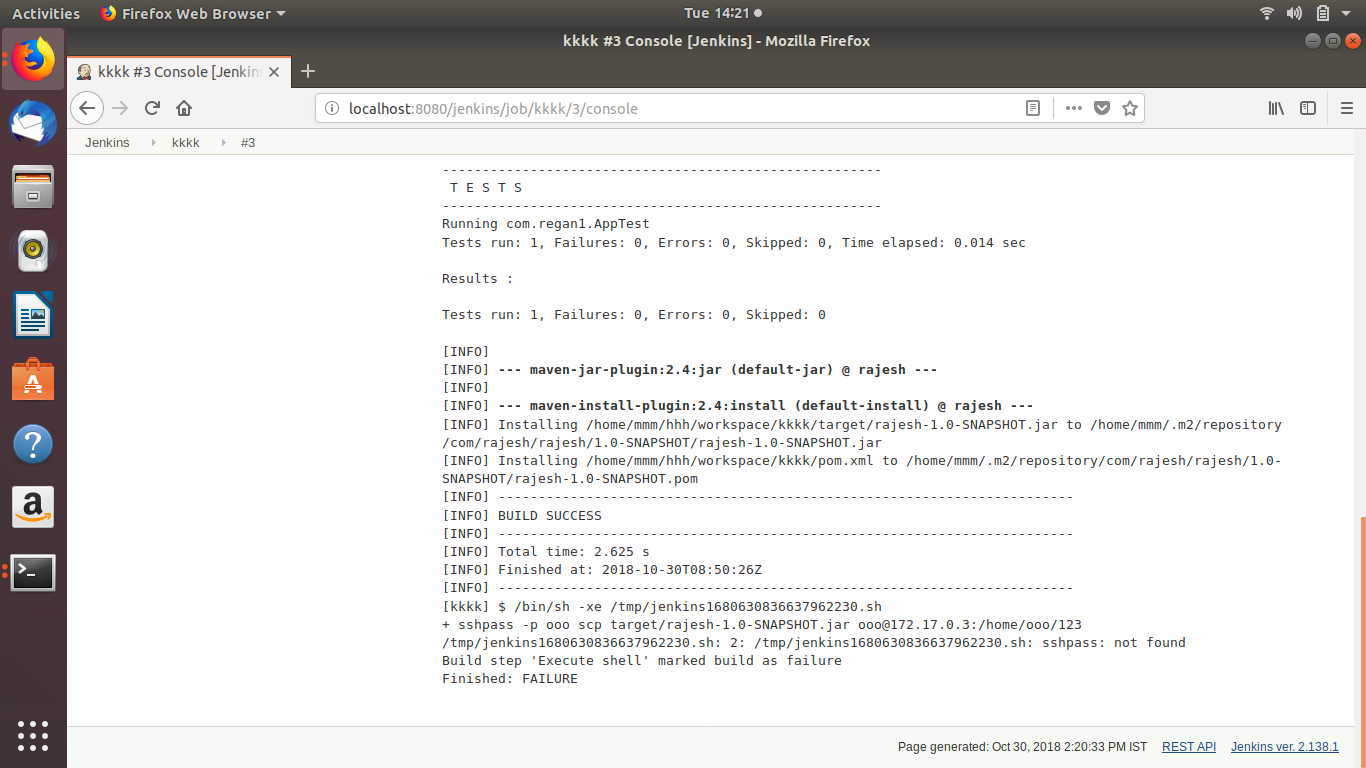 Activities Firefox Web Browser Tue 14:21
kkkk #3 Console [Jenkins] - Mozilla Firefox
kkkk #3 Console [Jenkins
localhost:8080/jenkins/job/kkkk/3/console
Jenkins kkkk #3
-------------------------------------------------------
T E S T S
-------------------------------------------------------
Running com.regan1.AppTest
Tests run: 1, Failures: 0, Errors: 0, Skipped: 0, Time elapsed: 0.014 sec
Results :
Tests run: 1, Failures: 0, Errors: 0, Skipped: 0
[INFO]
[INFO] --- maven-jar-plugin:2.4:jar (default-jar) @ rajesh ---
[INFO]
[INFO] --- maven-install-plugin:2.4:install (default-install) @ rajesh ---
[INFO] Installing /home/mmm/hhh/workspace/kkkk/target/rajesh-1.0-SNAPSHOT.jar to /home/mmm/.m2/repository
/com/rajesh/rajesh/1.0-SNAPSHOT/rajesh-1.0-SNAPSHOT.jar
[INFO] Installing /home/mmm/hhh/workspace/kkkk/pom.xml to /home/mmm/.m2/repository/com/rajesh/rajesh/1.0-
SNAPSHOT/rajesh-1.0-SNAPSHOT.pom
[INFO] ------------------------------------------------------------------------
[INFO] BUILD SUCCESS
[INFO] ------------------------------------------------------------------------
[INFO] Total time: 2.625 s
[INFO] Finished at: 2018-10-30T08:50:26Z
[INFO] ------------------------------------------------------------------------
[kkkk] $ /bin/sh -xe /tmp/jenkins1680630836637962230.sh
+ sshpass -p ooo scp target/rajesh-1.0-SNAPSHOT.jar ooo@172.17.0.3:/home/ooo/123
/tmp/jenkins1680630836637962230.sh: 2: /tmp/jenkins1680630836637962230.sh: sshpass: not found
Build step 'Execute shell' marked build as failure
Finished: FAILURE
Page generated: Oct 30, 2018 2:20:33 PM IST REST API Jenkins ver. 2.138.1